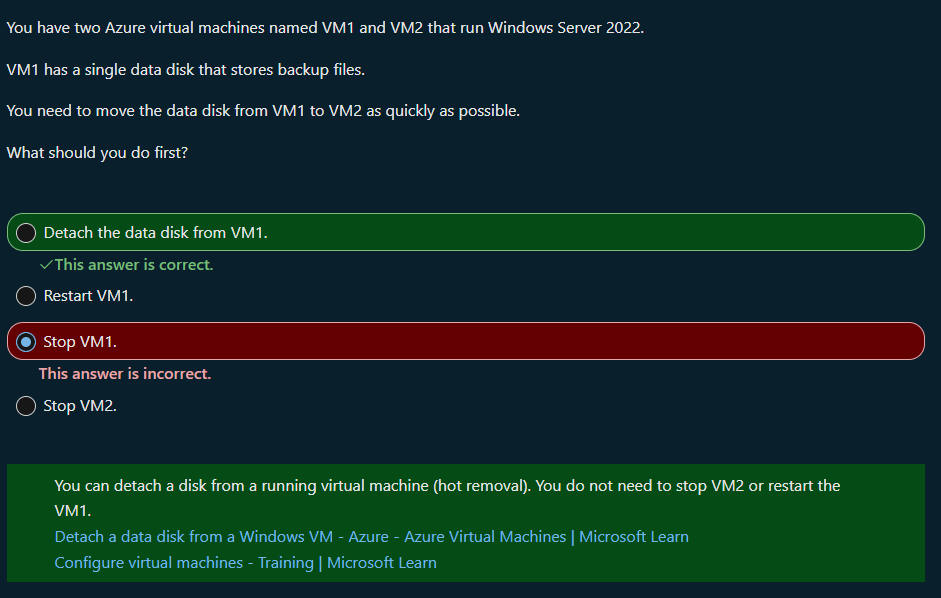 You have two Azure virtual machines named VM1 and VM2 that run Windows Server 2022.
VM1 has a single data disk that stores backup files.
You need to move the data disk from VM1 to VM2 as quickly as possible.
What should you do first?
Detach the data disk from VM1.
✓This answer is correct.
Restart VM1.
Stop VM1.
This answer is incorrect.
Stop VM2.
You can detach a disk from a running virtual machine (hot removal). You do not need to stop VM2 or restart the
VM1.
Detach a data disk from a Windows VM - Azure - Azure Virtual Machines | Microsoft Learn
Configure virtual machines - Training | Microsoft Learn